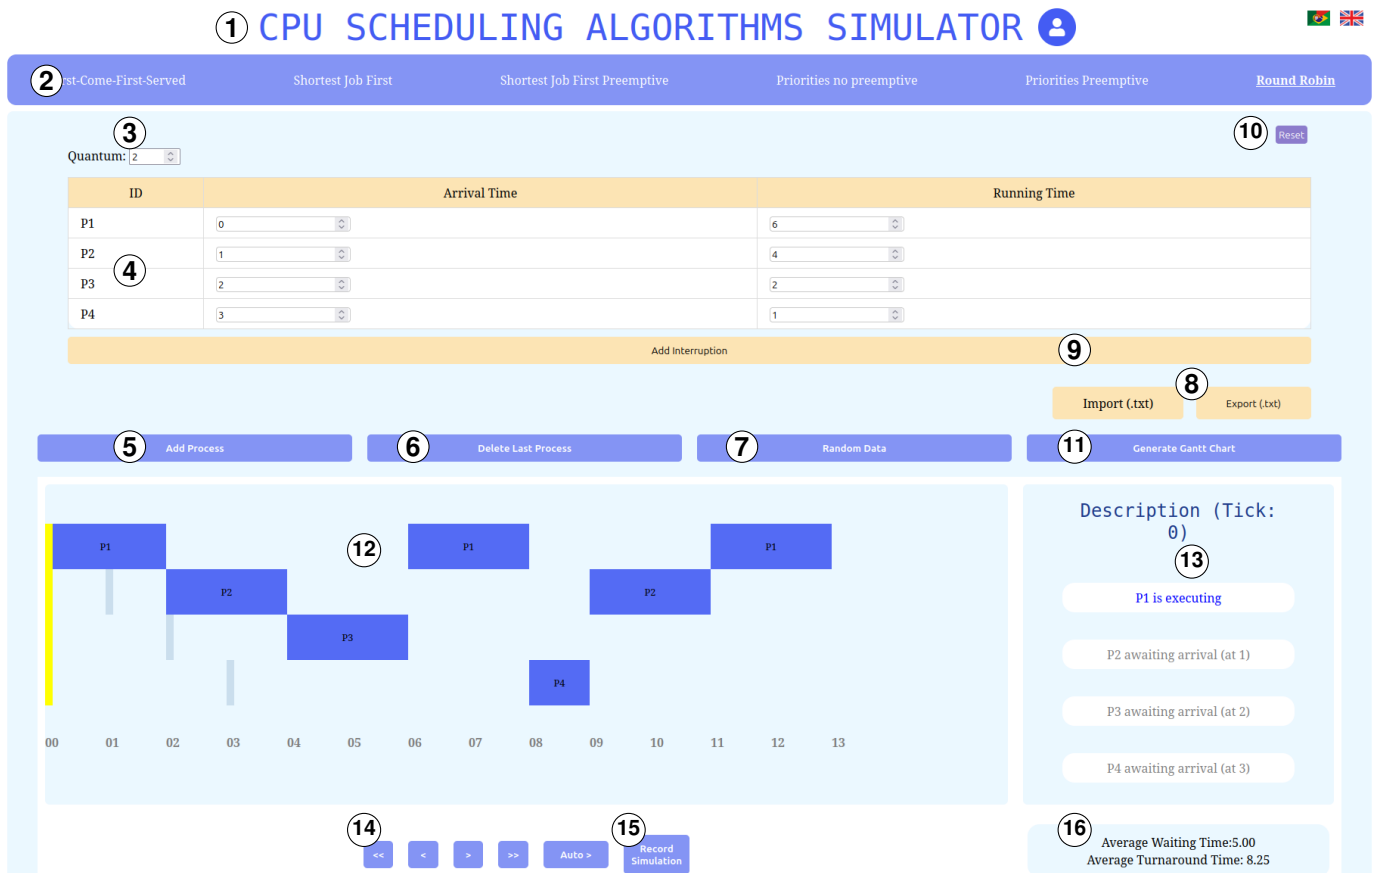 1 CPU SCHEDULING ALGORITHMS SIMULATOR
2 rst-Come-First-Served Shortest Job First Shortest Job First Preemptive Priorities no preemptive Priorities Preemptive Round Robin
3 10 Reset
Quantum: 2
ID Arrival Time Running Time
P1 0 6
P2 1 4
4
P3 2 2
P4 3 1
Add Interruption 9
8
Import (.txt) Export (.txt)
5 Add Process 6 Delete Last Process 7 Random Data 11 Generate Gantt Chart
Description (Tick:
0)
P1 12 P1 P1
13
P2 P2
P1 is executing
P3
P2 awaiting arrival (at 1)
P4
P3 awaiting arrival (at 2)
00 01 02 03 04 05 06 07 08 09 10 11 12 13
P4 awaiting arrival (at 3)
14 15 16
<< < > >> Auto > Record
Simulation
Average Waiting Time:5.00
Average Turnaround Time: 8.25